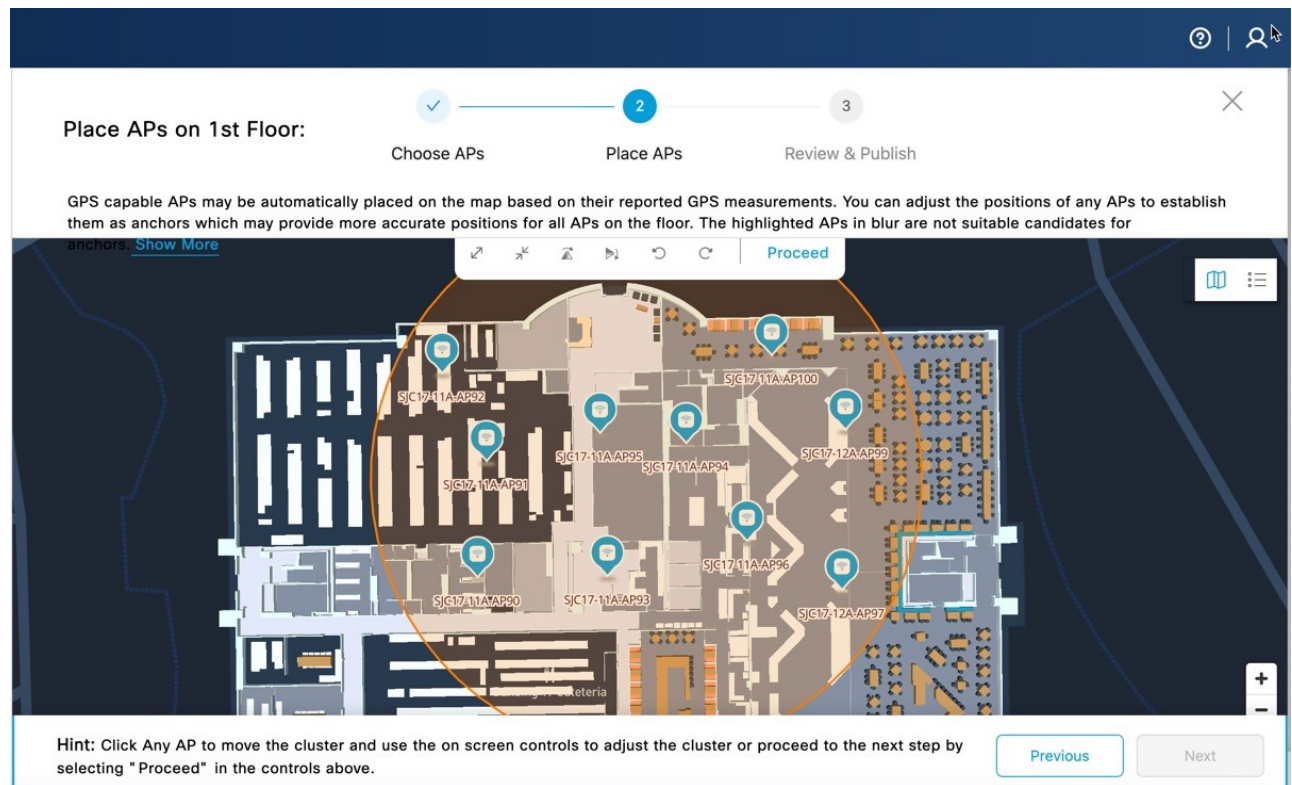 2
3
Place APs on 1st Floor:
Choose APs
Place APs
Review & Publish
GPS capable APs may be automatically placed on the map based on their reported GPS measurements. You can adjust the positions of any APs to establish
them as anchors which may provide more accurate positions for all APs on the floor. The highlighted APs in blur are not suitable candidates for
anchors. Show More
Proceed
SJC17-11A-AP100
SJC17-11A-AP92
SJC17-11A-AP95
SJC17-12A-AP99
SJC17-11A-AP94
SJC17-11A-AP91
SJC17-11A-AP96
SJC17-11A-AP90
SJC17-11A-AP93
SJC17-12A-AP97
Hint: Click Any AP to move the cluster and use the on screen controls to adjust the cluster or proceed to the next step by
selecting "Proceed" in the controls above.
Previous
Next